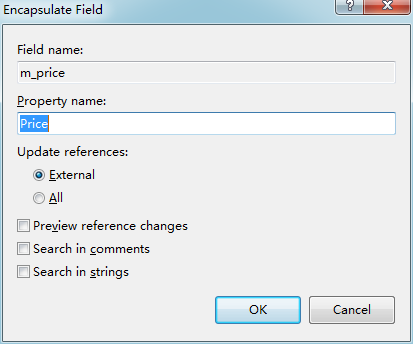 Encapsulate Field
?
Field name:
m_price
Property name:
Price
Update references:
External
All
Preview reference changes
Search in comments
Search in strings
OK
Cancel